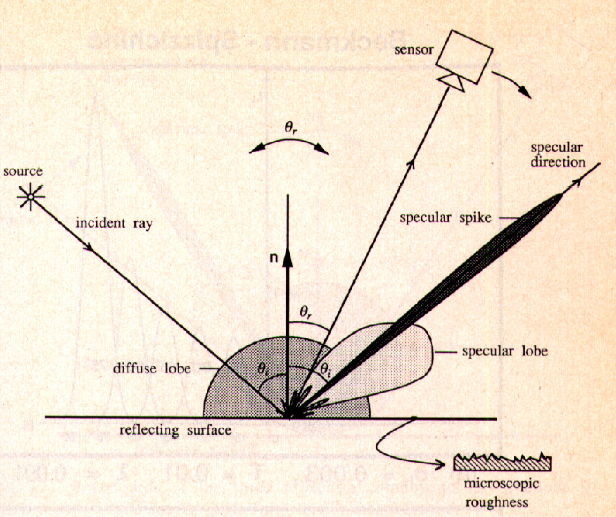 sensor
θr
source
specular
direction
incident ray
specular spike
n
θr
specular lobe
diffuse lobe
θi
θi
reflecting surface
microscopic
roughness